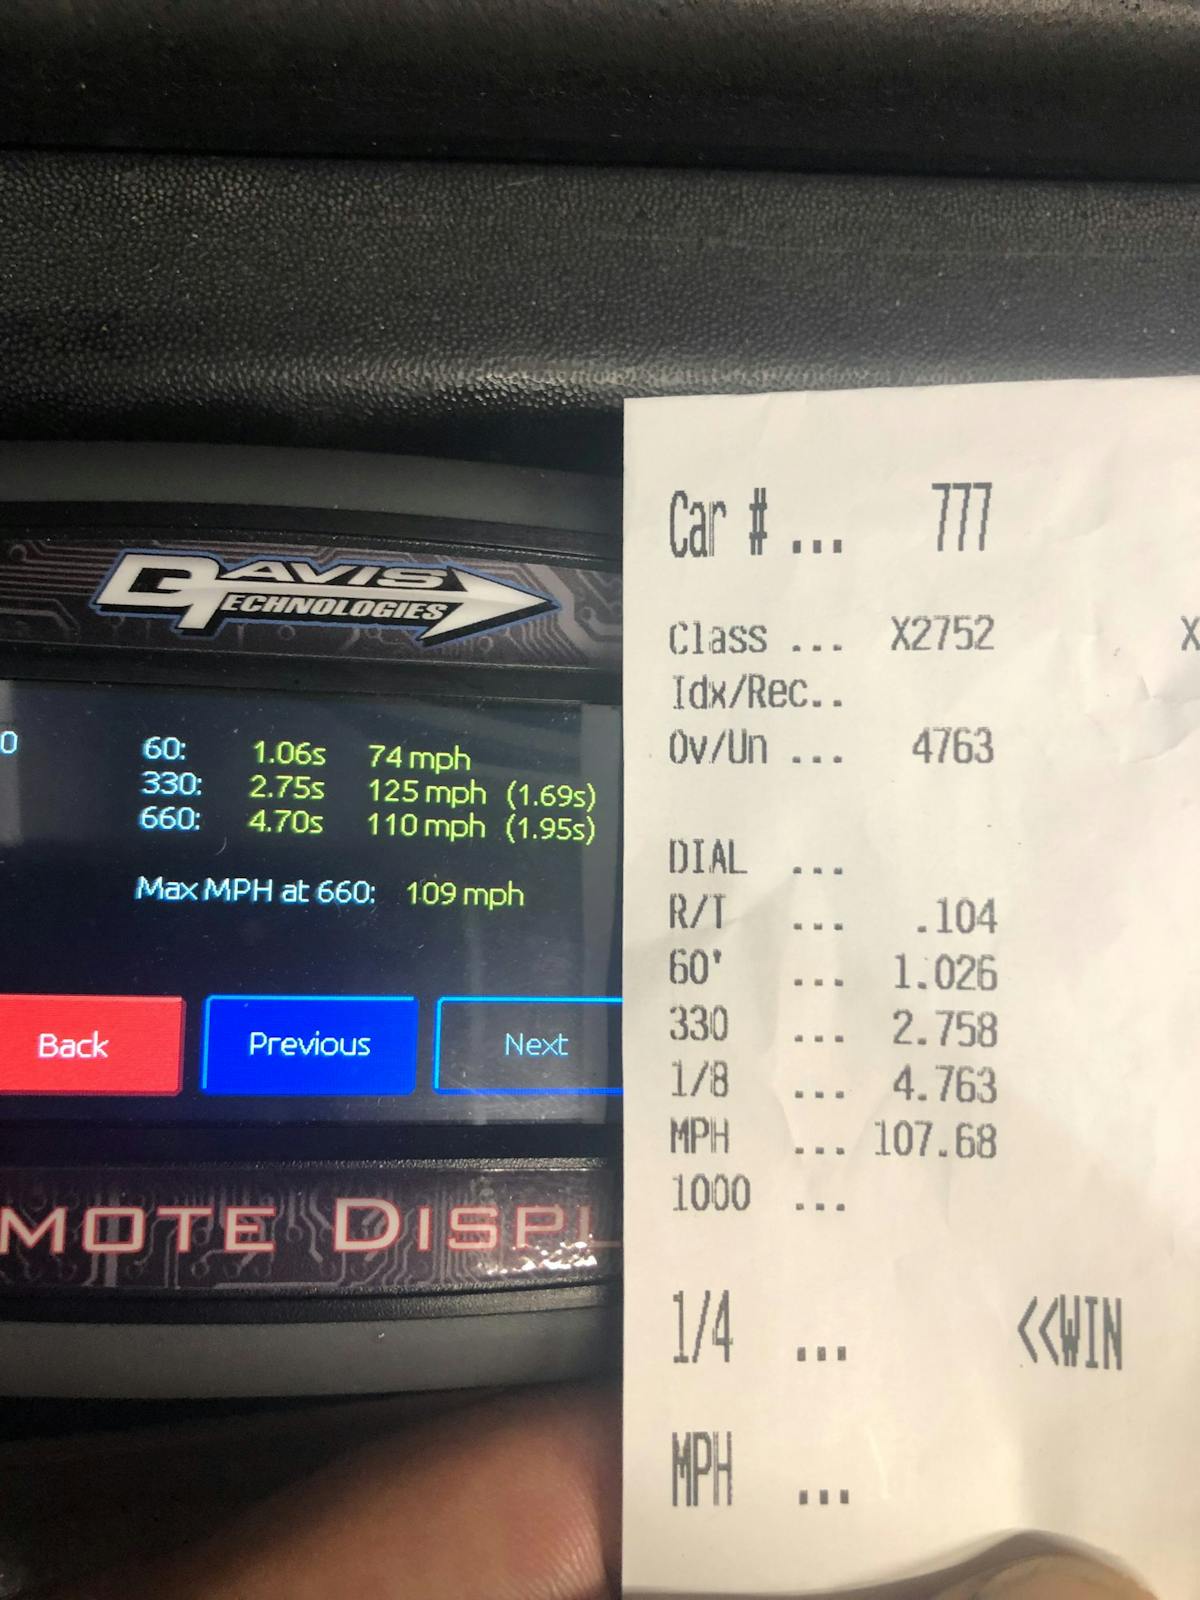 DAVIS
TECHNOLOGIES
0
60: 1.06s 74 mph
330: 2.75s 125 mph (1.69s)
660: 4.70s 110 mph (1.95s)
Max MPH at 660: 109 mph
Back Previous Next
MOTE DISPL
Car # ... 777
Class ... X2752 X
Idx/Rec..
Ov/Un ... 4763
DIAL ...
R/T ... .104
60' ... 1.026
330 ... 2.758
1/8 ... 4.763
MPH ... 107.68
1000 ...
1/4 ... <<WIN
MPH ...